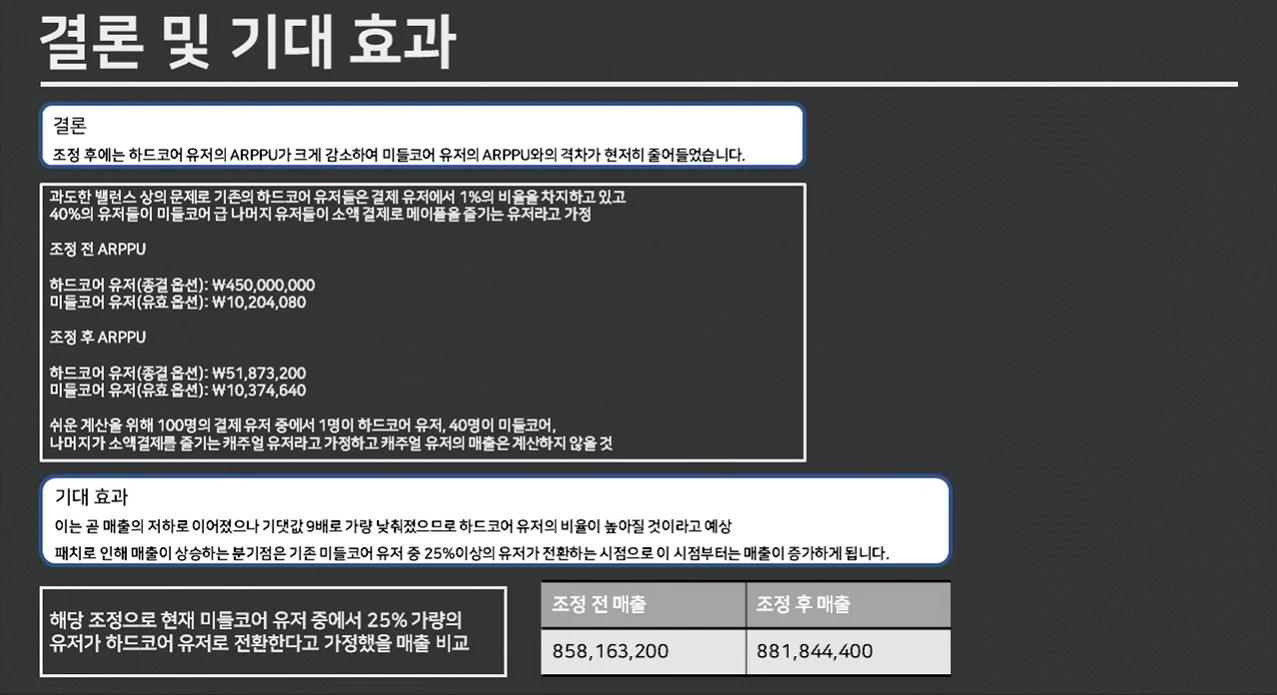 결론 및 기대 효과
결론
조정 후에는 하드코어 유저의 ARPPU가 크게 감소하여 미들코어 유저의 ARPPU와의 격차가 현저히 줄어들었습니다.
과도한 밸런스 상의 문제로 기존의 하드코어 유저들은 결제 유저에서 1%의 비율을 차지하고 있고
40%의 유저들이 미들코어 급 나머지 유저들이 소액 결제로 메이플을 즐기는 유저라고 가정
조정 전 ARPPU
하드코어 유저(종결 옵션): ₩450,000,000
미들코어 유저(유효 옵션): ₩10,204,080
조정 후 ARPPU
하드코어 유저(종결 옵션): ₩51,873,200
미들코어 유저(유효 옵션): ₩10,374,640
쉬운 계산을 위해 100명의 결제 유저 중에서 1명이 하드코어 유저, 40명이 미들코어,
나머지가 소액결제를 즐기는 캐주얼 유저라고 가정하고 캐주얼 유저의 매출은 계산하지 않을 것
기대 효과
이는 곧 매출의 저하로 이어졌으나 기댓값 9배로 가량 낮춰졌으므로 하드코어 유저의 비율이 높아질 것이라고 예상
패치로 인해 매출이 상승하는 분기점은 기존 미들코어 유저 중 25%이상의 유저가 전환하는 시점으로 이 시점부터는 매출이 증가하게 됩니다.
해당 조정으로 현재 미들코어 유저 중에서 25% 가량의
유저가 하드코어 유저로 전환한다고 가정했을 매출 비교
조정 전 매출 조정 후 매출
858,163,200 881,844,400